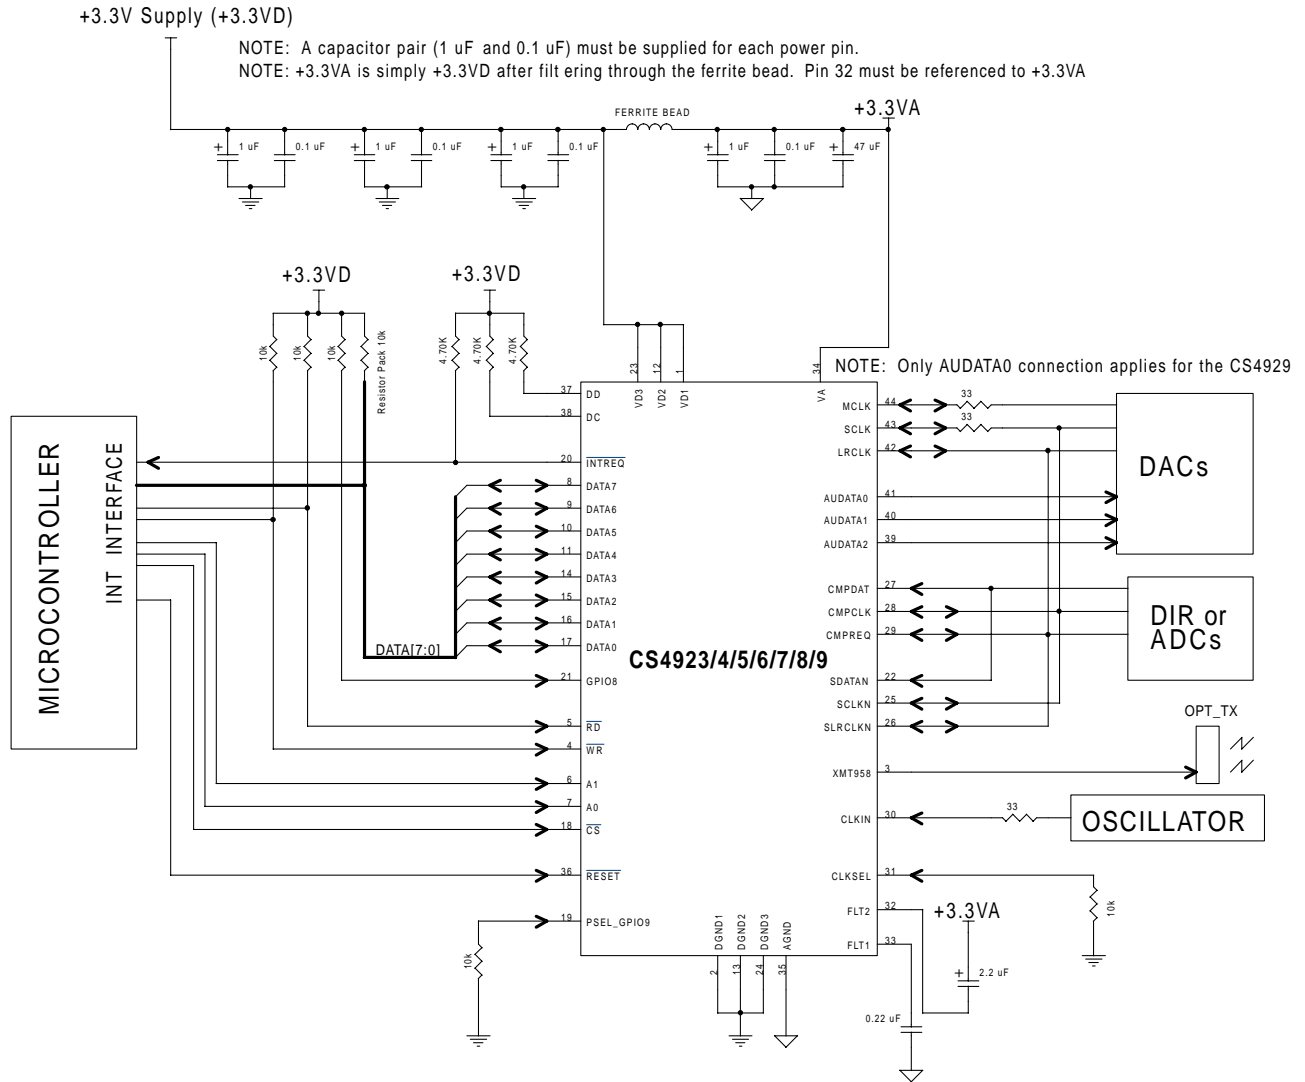 +3.3V Supply (+3.3VD)
NOTE: A capacitor pair (1 uF and 0.1 uF) must be supplied for each power pin.
NOTE: +3.3VA is simply +3.3VD after filt ering through the ferrite bead. Pin 32 must be referenced to +3.3VA
FERRITE BEAD
+3.3VA
+ 1 uF
0.1 uF
+ 1 uF
0.1 uF
+ 1 uF
0.1 uF
+ 1 uF
0.1 uF
+ 47 uF
+3.3VD
+3.3VD
10k
10k
10k
Resistor Pack 10k
4.70K
4.70K
4.70K
NOTE: Only AUDATA0 connection applies for the CS4929
23
12
1
34
VD3
VD2
VD1
VA
37 DD
38 DC
20 INTREQ
8 DATA7
9 DATA6
10 DATA5
11 DATA4
14 DATA3
15 DATA2
16 DATA1
17 DATA0
21 GPIO8
5 RD
4 WR
6 A1
7 A0
18 CS
36 RESET
19 PSEL_GPIO9
DATA[7:0]
MICROCONTROLLER
INT INTERFACE
CS4923/4/5/6/7/8/9
MCLK 44
33
SCLK 43
33
LRCLK 42
AUDATA0 41
AUDATA1 40
AUDATA2 39
CMPDAT 27
CMPCLK 28
CMPREQ 29
SDATAN 22
SCLKN 25
SLRCLKN 26
XMT958 3
CLKIN 30
33
CLKSEL 31
FLT2 32
FLT1 33
DACs
DIR or
ADCs
OPT_TX
OSCILLATOR
10k
+3.3VA
+ 2.2 uF
0.22 uF
10k
DGND1
DGND2
DGND3
AGND
2
13
24
35